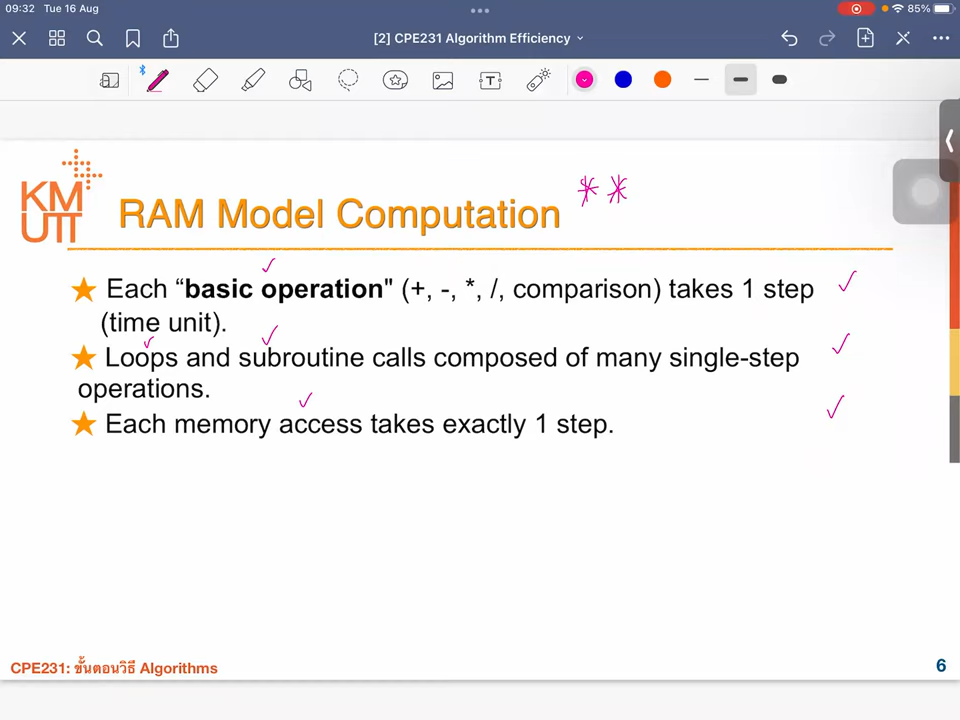 09:32 Tue 16 Aug 85%
[2] CPE231 Algorithm Efficiency
T
KM
UTT
RAM Model Computation **
Each “basic operation" (+, -, *, /, comparison) takes 1 step
(time unit).
Loops and subroutine calls composed of many single-step
operations.
Each memory access takes exactly 1 step.
CPE231: ขั้นตอนวิธี Algorithms 6